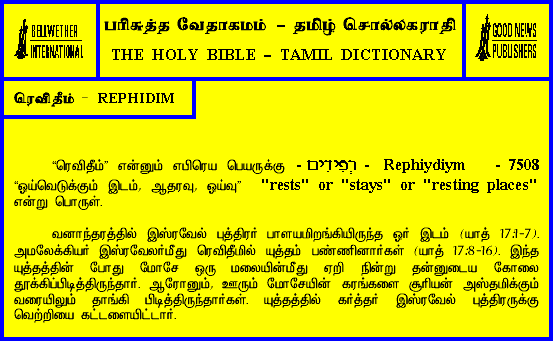 BELLWETHER
INTERNATIONAL
பரிசுத்த வேதாகமம் – தமிழ் சொல்லகராதி
THE HOLY BIBLE – TAMIL DICTIONARY
GOOD NEWS
PUBLISHERS
ரெவிதீம் - REPHIDIM
“ரெவிதீம்” என்னும் எபிரெய பெயருக்கு - רְפִידִים - Rephiydiym - 7508
“ஓய்வெடுக்கும் இடம், ஆதரவு, ஓய்வு” "rests" or "stays" or "resting places"
என்று பொருள்.
வனாந்தரத்தில் இஸ்ரவேல் புத்திரர் பாளயமிறங்கியிருந்த ஓர் இடம் (யாத் 17:1-7).
அமலேக்கியர் இஸ்ரவேலர்மீது ரெவிதீமில் யுத்தம் பண்ணினார்கள் (யாத் 17:8-16). இந்த
யுத்தத்தின் போது மோசே ஒரு மலையின்மீது ஏறி நின்று தன்னுடைய கோலை
தூக்கிப்பிடித்திருந்தார். ஆரோனும், ஊரும் மோசேயின் கரங்களை சூரியன் அஸ்தமிக்கும்
வரையிலும் தாங்கி பிடித்திருந்தார்கள். யுத்தத்தில் கர்த்தர் இஸ்ரவேல் புத்திரருக்கு
வெற்றியை கட்டளையிட்டார்.